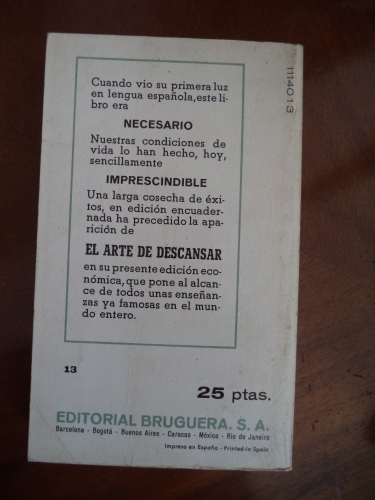 Cuando vio su primera luz
en lengua española, este li-
bro era
NECESARIO
Nuestras condiciones de
vida lo han hecho, hoy,
sencillamente
IMPRESCINDIBLE
Una larga cosecha de éxi-
tos, en edición encuader-
nada ha precedido la apa-
rición de
EL ARTE DE DESCANSAR
en su presente edición eco-
nómica, que pone al alcan-
ce de todos unas enseñan-
zas ya famosas en el mun-
do entero.
13
25 ptas.
EDITORIAL BRUGUERA. S. A.
Barcelona - Bogotá - Buenos Aires - Caracas - México - Rio de Janeiro
Impreso en España - Printed in Spain
1114013